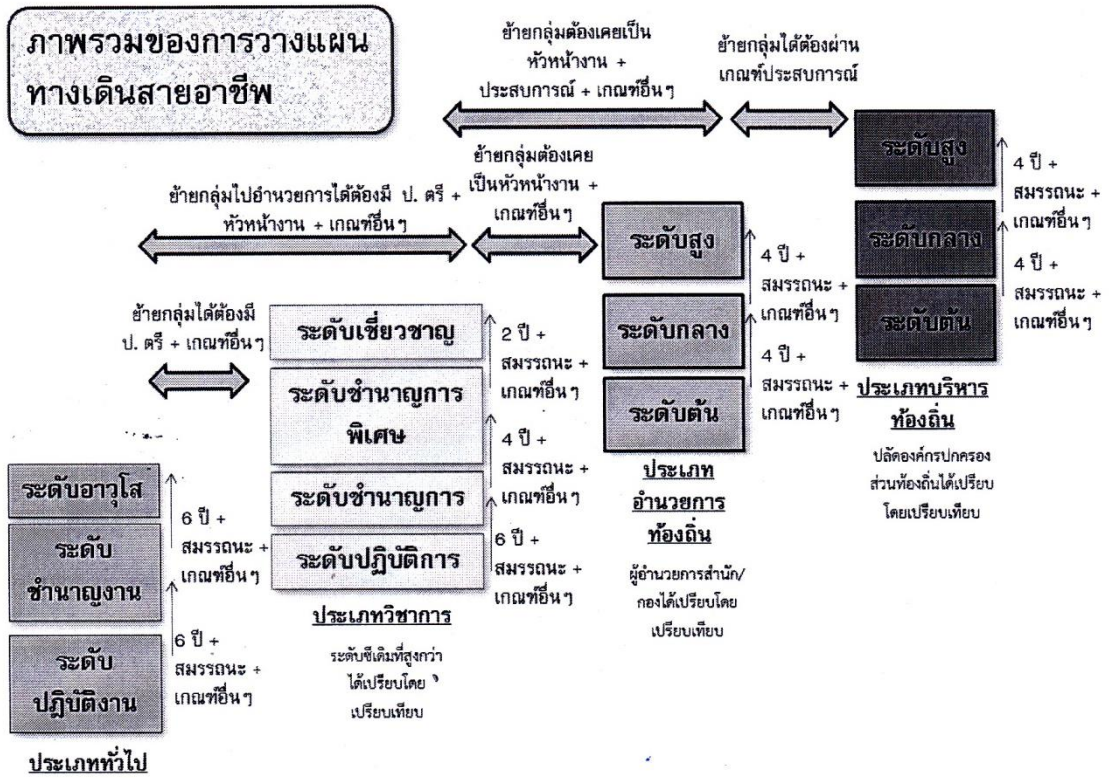 ภาพรวมของการวางแผน
ทางเดินสายอาชีพ
ย้ายกลุ่มต้องเคยเป็น
หัวหน้างาน +
ประสบการณ์ + เกณฑ์อื่นๆ
ย้ายกลุ่มได้ต้องผ่าน
เกณฑ์ประสบการณ์
ย้ายกลุ่มไปอำนวยการได้ต้องมี ป. ตรี +
หัวหน้างาน + เกณฑ์อื่นๆ
ย้ายกลุ่มต้องเคย
เป็นหัวหน้างาน +
เกณฑ์อื่นๆ
ย้ายกลุ่มได้ต้องมี
ป. ตรี + เกณฑ์อื่นๆ
ระดับอาวุโส
6 ปี +
สมรรถนะ +
เกณฑ์อื่นๆ
ระดับ
ชำนาญงาน
6 ปี +
สมรรถนะ +
เกณฑ์อื่นๆ
ระดับ
ปฎิบัติงาน
ประเภททั่วไป
ระดับเชี่ยวชาญ
2 ปี +
สมรรถนะ +
เกณฑ์อื่นๆ
ระดับชำนาญการ
พิเศษ
4 ปี +
สมรรถนะ +
เกณฑ์อื่นๆ
ระดับชำนาญการ
6 ปี +
สมรรถนะ +
เกณฑ์อื่นๆ
ระดับปฏิบัติการ
ประเภทวิชาการ
ระดับซีเดิมที่สูงกว่า
ได้เปรียบโดย
เปรียบเทียบ
ระดับสูง
4 ปี +
สมรรถนะ +
เกณฑ์อื่นๆ
ระดับกลาง
4 ปี +
สมรรถนะ +
เกณฑ์อื่นๆ
ระดับต้น
ประเภท
อำนวยการ
ท้องถิ่น
ผู้อำนวยการสำนัก/
กองได้เปรียบโดย
เปรียบเทียบ
ระดับสูง
4 ปี +
สมรรถนะ +
เกณฑ์อื่นๆ
ระดับกลาง
4 ปี +
สมรรถนะ +
เกณฑ์อื่นๆ
ระดับต้น
ประเภทบริหาร
ท้องถิ่น
ปลัดองค์กรปกครอง
ส่วนท้องถิ่นได้เปรียบ
โดยเปรียบเทียบ